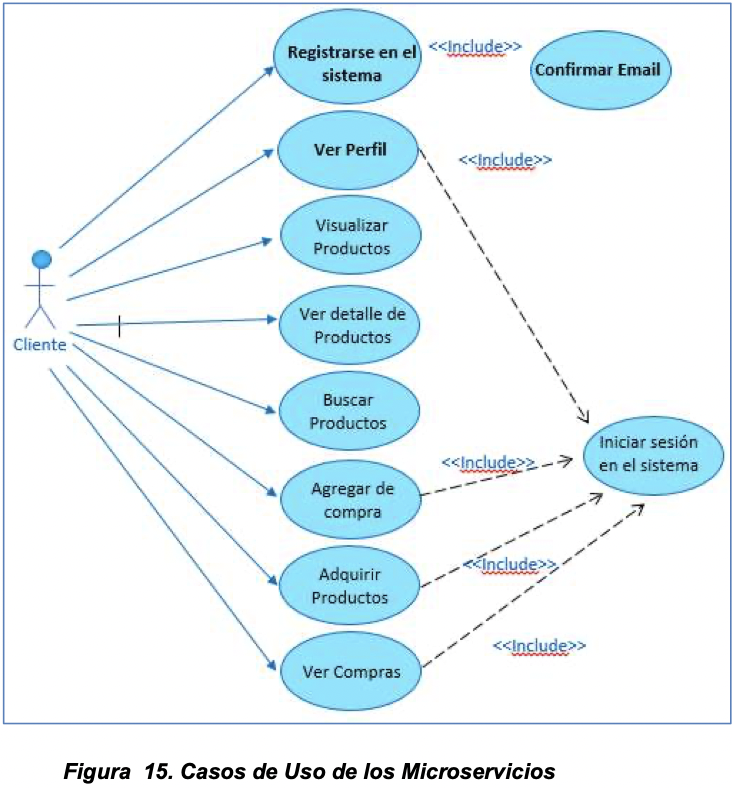 Registrarse en el
sistema
<<Include>>
Confirmar Email
Ver Perfil
<<Include>>
Visualizar
Productos
Ver detalle de
Productos
Cliente
Buscar
Productos
Iniciar sesión
en el sistema
<<Include>>
Agregar de
compra
<<Include>>
Adquirir
Productos
<<Include>>
Ver Compras
Figura 15. Casos de Uso de los Microservicios